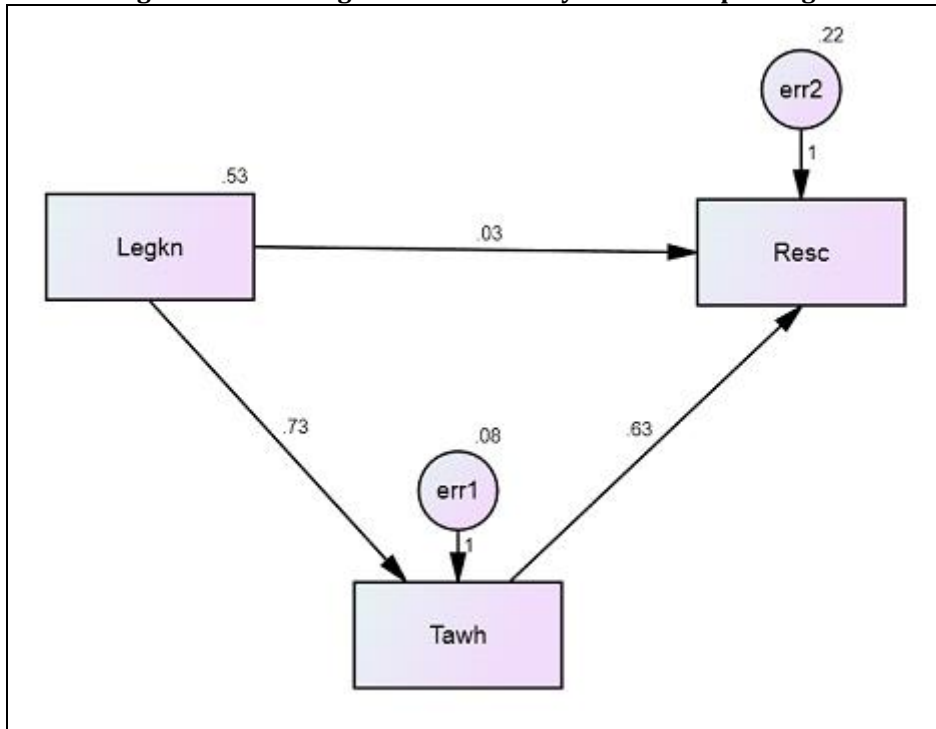 .22
err2
1
.53
Legkn
.03
Resc
.73
.63
.08
err1
1
Tawh